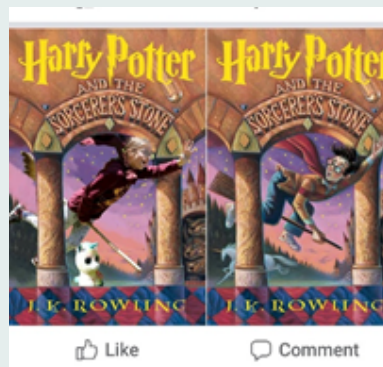 Harry Potter
AND THE
SORCERER'S STONE
J. K. ROWLING
Harry Potter
AND THE
SORCERER'S STONE
J. K. ROWLING
Like
Comment